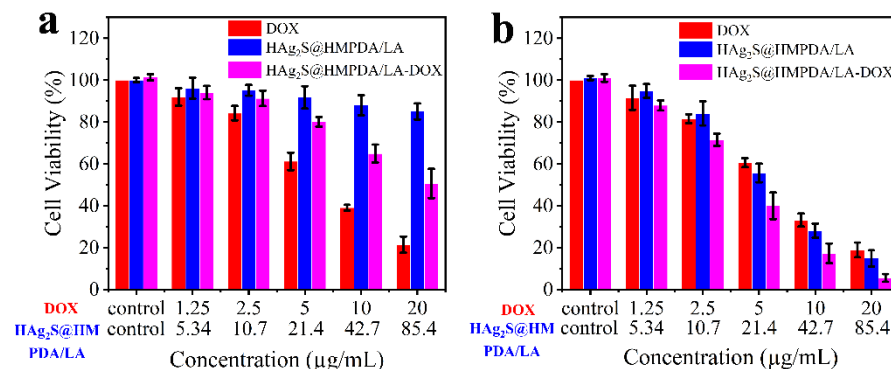 a
DOX
HAg₂S@HMPDA/LA
HAg₂S@HMPDA/LA-DOX
Cell Viability (%)
120
100
80
60
40
20
0
DOX control 1.25 2.5 5 10 20
HAg₂S@HM control 5.34 10.7 21.4 42.7 85.4
PDA/LA
Concentration (μg/mL)
b
DOX
HAg₂S@HMPDA/LA
HAg₂S@HMPDA/LA-DOX
Cell Viability (%)
120
100
80
60
40
20
0
DOX control 1.25 2.5 5 10 20
HAg₂S@HM control 5.34 10.7 21.4 42.7 85.4
PDA/LA
Concentration (μg/mL)